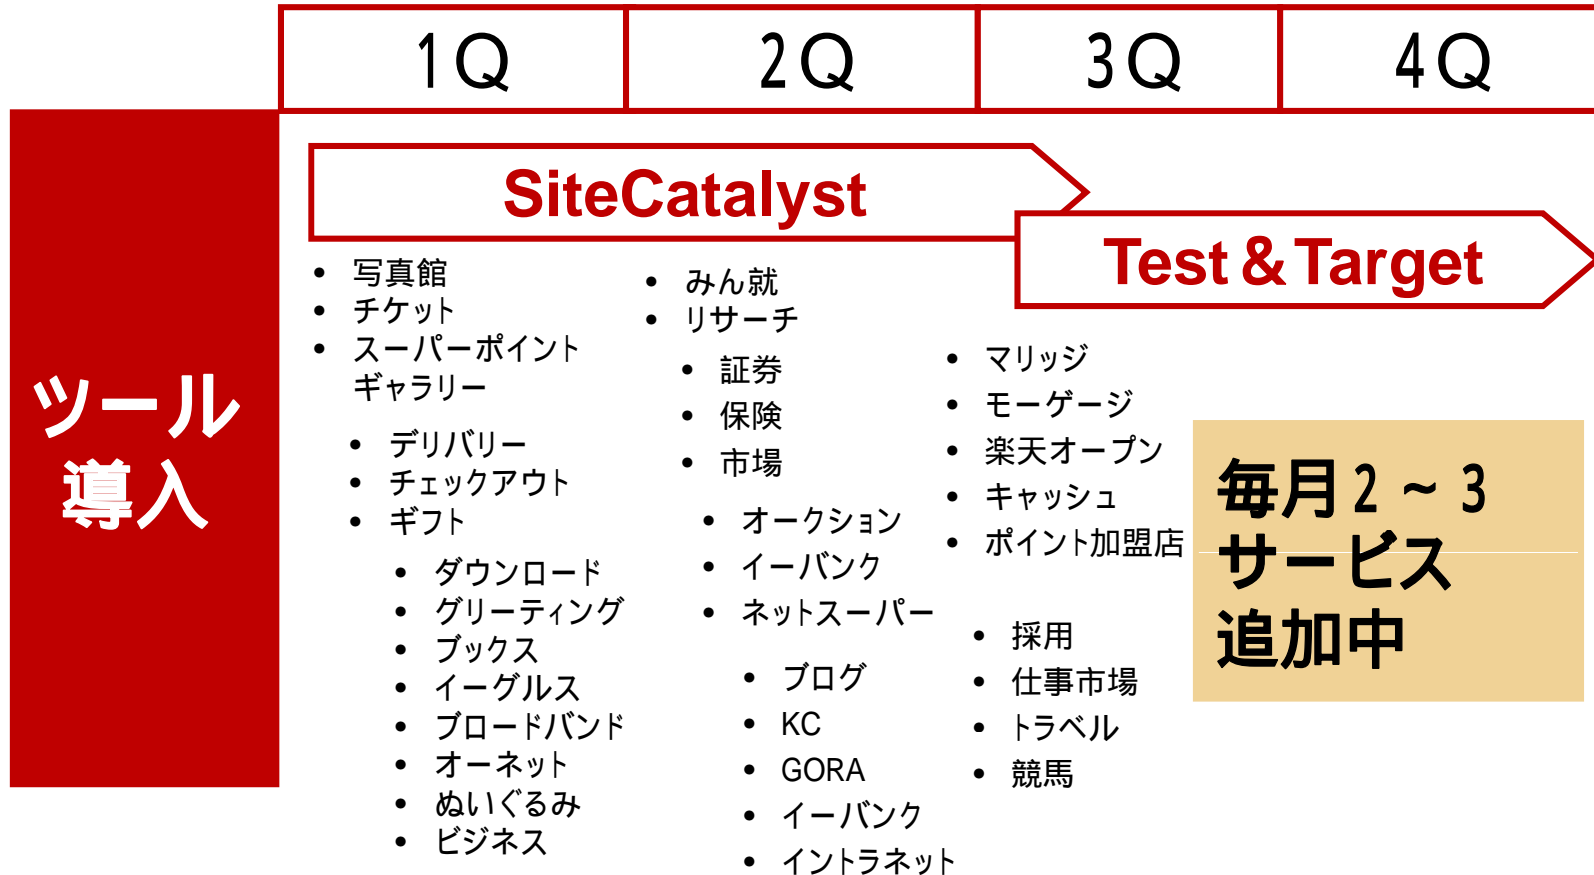 1Q
2Q
3Q
4Q
ツール
導入
SiteCatalyst
Test & Target
• 写真館
• チケット
• スーパーポイント
ギャラリー
• デリバリー
• チェックアウト
• ギフト
• ダウンロード
• グリーティング
• ブックス
• イーグルス
• ブロードバンド
• オーネット
• ぬいぐるみ
• ビジネス
• みん就
• リサーチ
• 証券
• 保険
• 市場
• オークション
• イーバンク
• ネットスーパー
• ブログ
• KC
• GORA
• イーバンク
• イントラネット
• マリッジ
• モーゲージ
• 楽天オープン
• キャッシュ
• ポイント加盟店
• 採用
• 仕事市場
• トラベル
• 競馬
毎月2~3
サービス
追加中